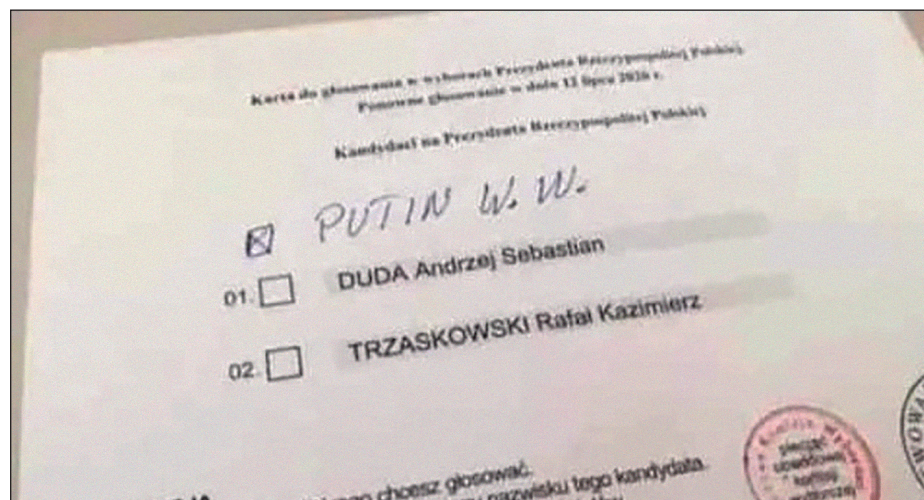 Karta do głosowania w wyborach Prezydenta Rzeczypospolitej Polskiej
Ponowne głosowanie w dniu 12 lipca 2020 r.
Kandydaci na Prezydenta Rzeczypospolitej Polskiej
PUTIN W. W.
01. DUDA Andrzej Sebastian
02. TRZASKOWSKI Rafał Kazimierz
chcesz głosować.
nazwisku tego kandydata.